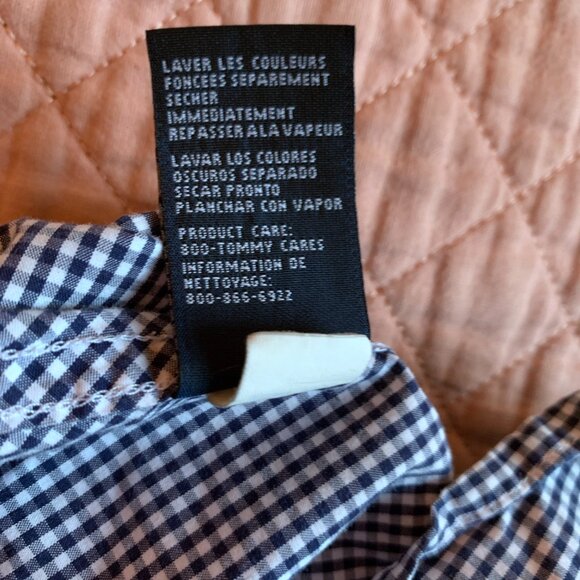 LAVER LES COULEURS
FONCEES SEPAREMENT
SECHER
IMMEDIATEMENT
REPASSER A LA VAPEUR
LAVAR LOS COLORES
OSCUROS SEPARADO
SECAR PRONTO
PLANCHAR CON VAPOR
PRODUCT CARE:
800-TOMMY CARES
INFORMATION DE
NETTOYAGE:
800-866-6922